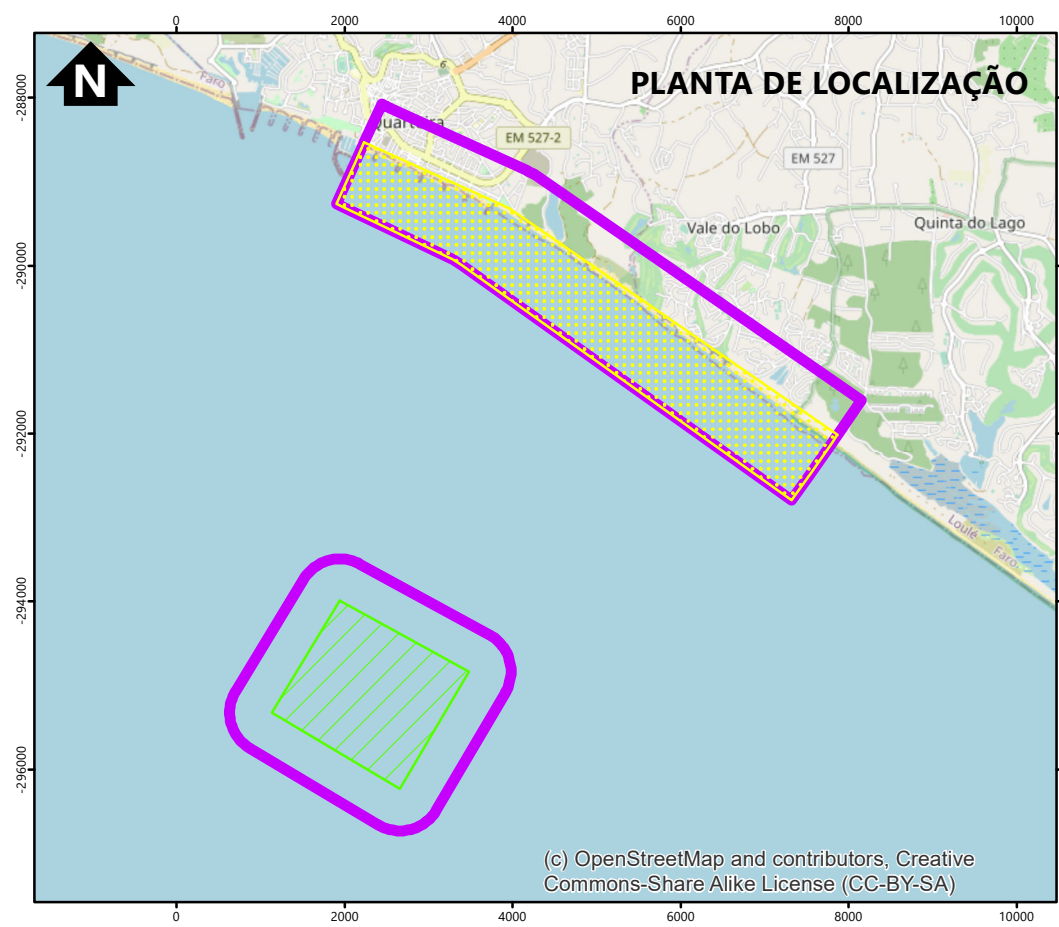 0 2000 4000 6000 8000 10000
N
PLANTA DE LOCALIZAÇÃO
Faro
6
Quarteira
EM 527-2
EM 527
Vale do Lobo
Quinta do Lago
Loulé
Faro
-288000
-290000
-292000
-294000
-296000
(c) OpenStreetMap and contributors, Creative
Commons-Share Alike License (CC-BY-SA)
0 2000 4000 6000 8000 10000